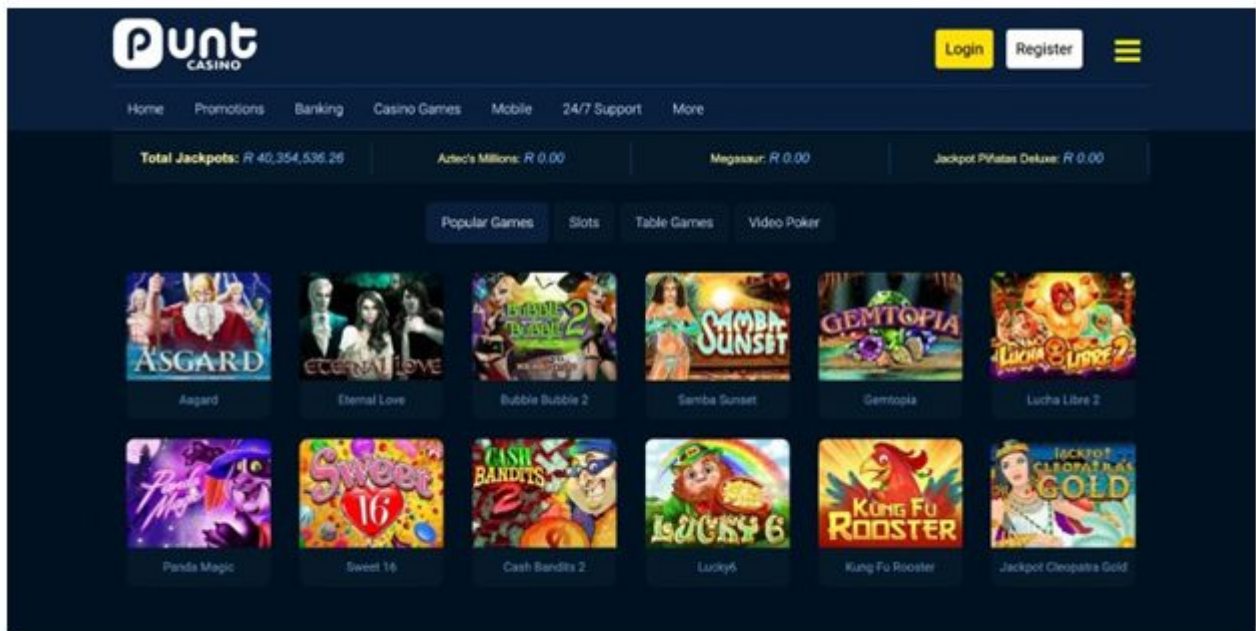 Punt
CASINO
Login Register
Home Promotions Banking Casino Games Mobile 24/7 Support More
Total Jackpots: R 40,354,536.26 Aztec's Millions: R 0.00 Megasaur: R 0.00 Jackpot Piñatas Deluxe: R 0.00
Popular Games Slots Table Games Video Poker
ASGARD ETERNAL LOVE BUBBLE BUBBLE 2 SAMBA SUNSET GEMTOPIA LUCHA LIBRE 2
Asgard Eternal Love Bubble Bubble 2 Samba Sunset Gemtopia Lucha Libre 2
Panda Magic Sweet 16 CASH BANDITS 2 LUCKY 6 KUNG FU ROOSTER JACKPOT CLEOPATRA'S GOLD
Panda Magic Sweet 16 Cash Bandits 2 Lucky6 Kung Fu Rooster Jackpot Cleopatra Gold